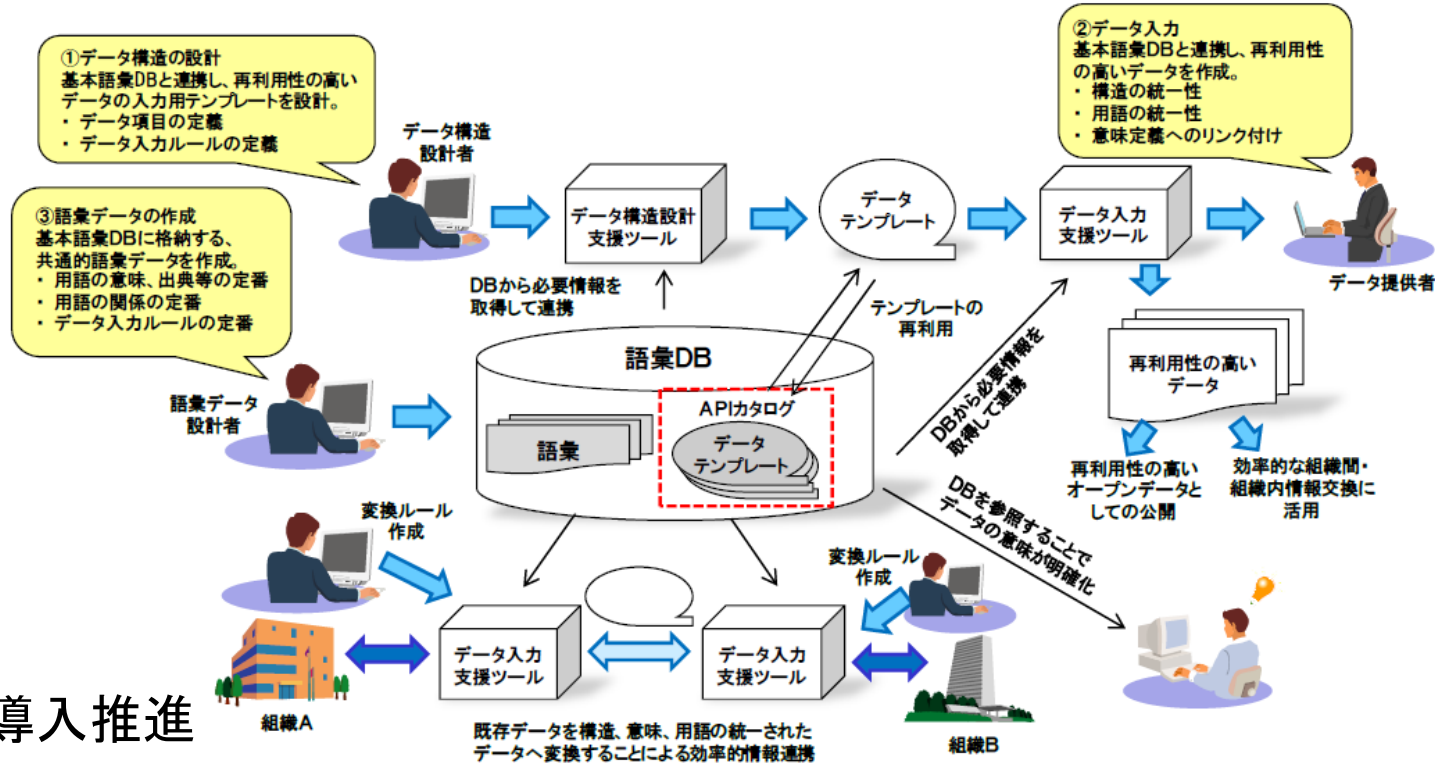 ①データ構造の設計
基本語彙DBと連携し、再利用性の高い
データの入力用テンプレートを設計。
・ データ項目の定義
・ データ入力ルールの定義
データ構造
設計者
②データ入力
基本語彙DBと連携し、再利用性
の高いデータを作成。
・ 構造の統一性
・ 用語の統一性
・ 意味定義へのリンク付け
③語彙データの作成
基本語彙DBに格納する、
共通的語彙データを作成。
・ 用語の意味、出典等の定番
・ 用語の関係の定番
・ データ入力ルールの定番
データ構造設計
支援ツール
データ
テンプレート
データ入力
支援ツール
データ提供者
DBから必要情報を
取得して連携
テンプレートの
再利用
DBから必要情報を
取得して連携
再利用性の高い
データ
語彙データ
設計者
語彙DB
語彙
APIカタログ
データ
テンプレート
再利用性の高い
オープンデータと
しての公開
効率的な組織間・
組織内情報交換に
活用
DBを参照することで
データの意味が明確化
変換ルール
作成
変換ルール
作成
データ入力
支援ツール
データ入力
支援ツール
組織A
組織B
既存データを構造、意味、用語の統一された
データへ変換することによる効率的情報連携
導入推進